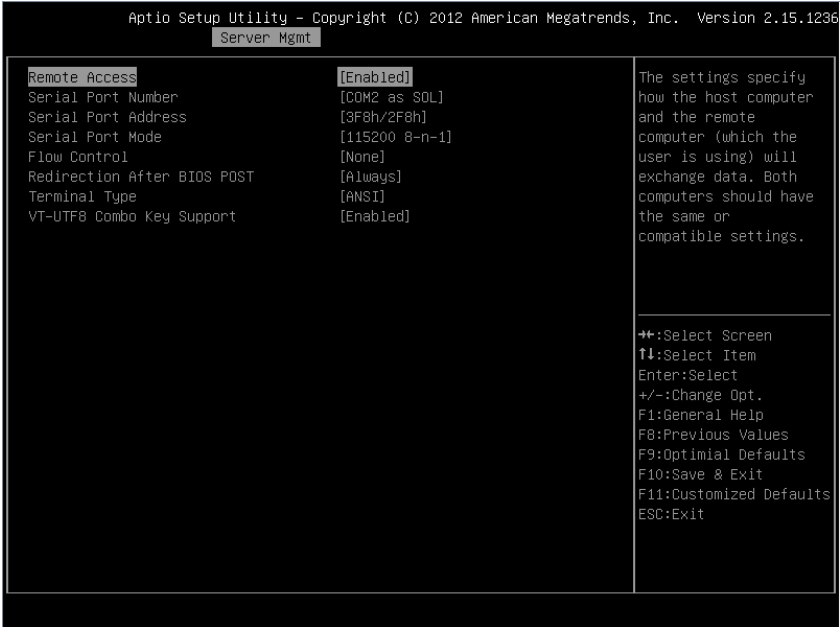 Aptio Setup Utility – Copyright (C) 2012 American Megatrends, Inc. Version 2.15.1236
Server Mgmt
Remote Access [Enabled]
Serial Port Number [COM2 as SOL]
Serial Port Address [3F8h/2F8h]
Serial Port Mode [115200 8-n-1]
Flow Control [None]
Redirection After BIOS POST [Always]
Terminal Type [ANSI]
VT-UTF8 Combo Key Support [Enabled]
The settings specify
how the host computer
and the remote
computer (which the
user is using) will
exchange data. Both
computers should have
the same or
compatible settings.
→←:Select Screen
↑↓:Select Item
Enter:Select
+/-:Change Opt.
F1:General Help
F8:Previous Values
F9:Optimial Defaults
F10:Save & Exit
F11:Customized Defaults
ESC:Exit